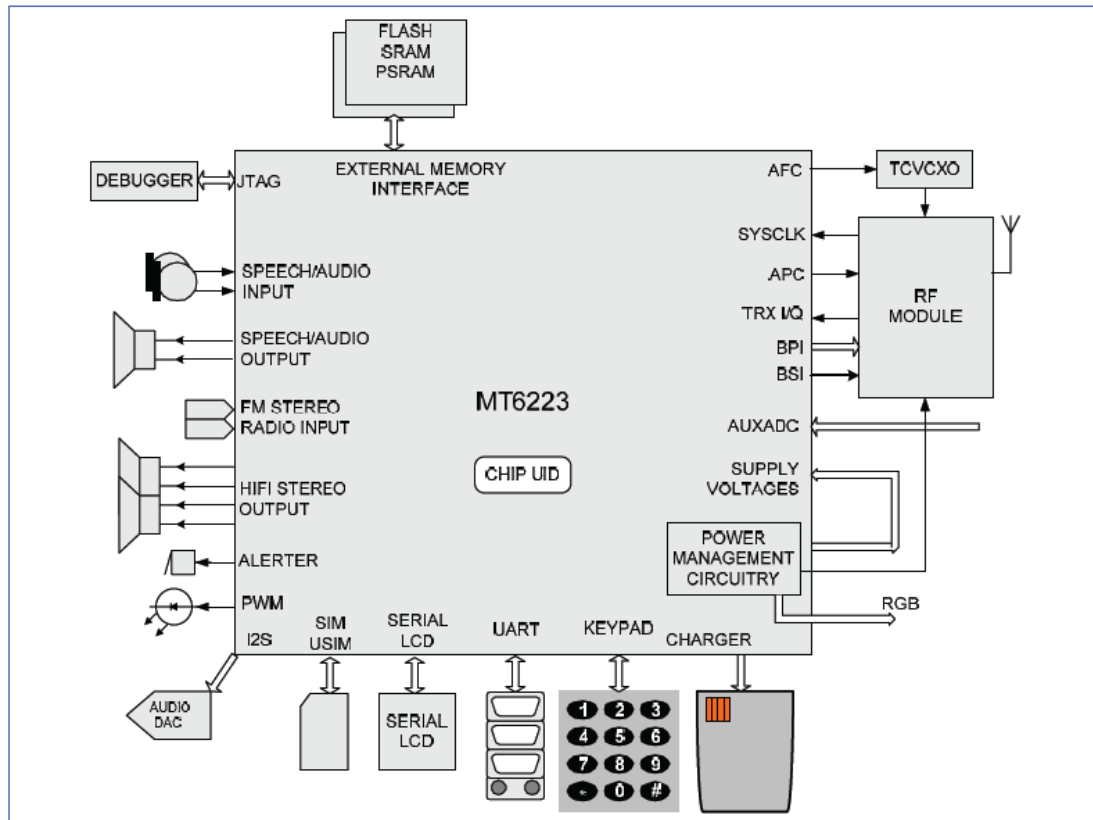 FLASH
SRAM
PSRAM
EXTERNAL MEMORY
INTERFACE
DEBUGGER
JTAG
SPEECH/AUDIO
INPUT
SPEECH/AUDIO
OUTPUT
FM STEREO
RADIO INPUT
HIFI STEREO
OUTPUT
ALERTER
PWM
I2S
AUDIO
DAC
MT6223
CHIP UID
AFC
TCVCXO
SYSCLK
APC
TRX I/Q
BPI
BSI
RF
MODULE
AUXADC
SUPPLY
VOLTAGES
POWER
MANAGEMENT
CIRCUITRY
RGB
SIM
USIM
SERIAL
LCD
UART
KEYPAD
CHARGER
SERIAL
LCD
1 2 3
4 5 6
7 8 9
* 0 #